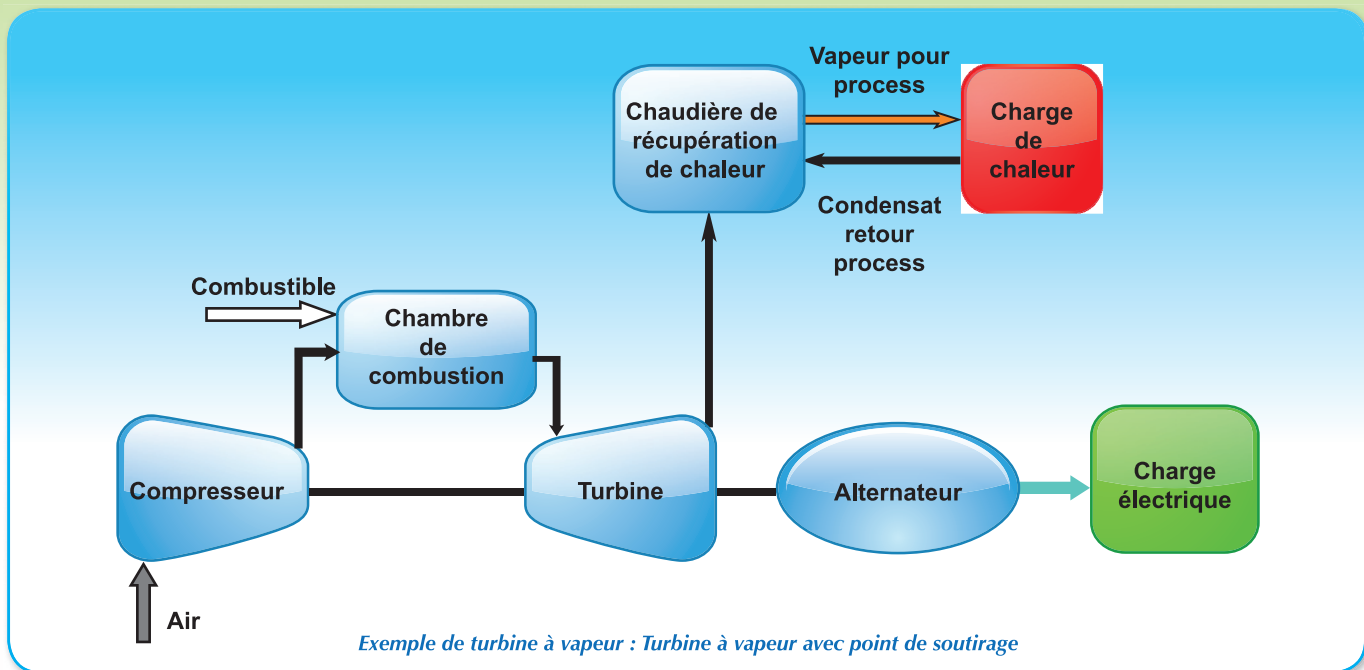 Vapeur pour
process
Chaudière de
récupération
de chaleur
Charge
de
chaleur
Condensat
retour
process
Combustible
Chambre
de
combustion
Compresseur
Turbine
Alternateur
Charge
électrique
Air
Exemple de turbine à vapeur : Turbine à vapeur avec point de soutirage